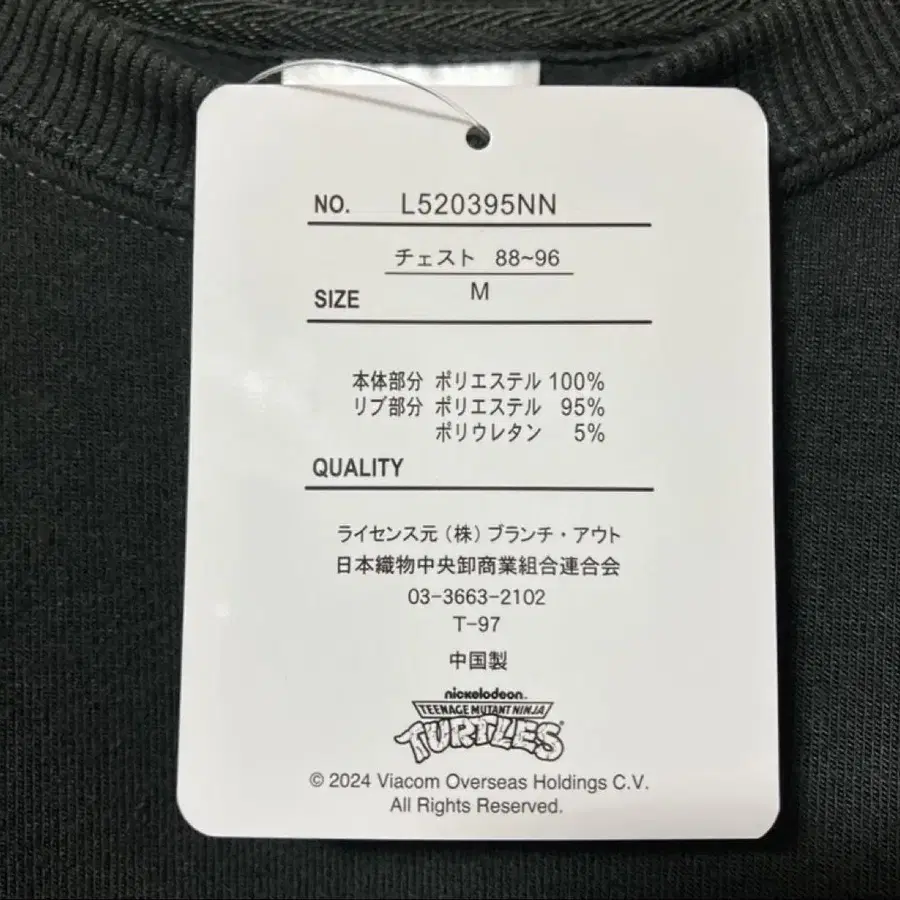 NO. L520395NN
チェスト 88~96
SIZE M
本体部分 ポリエステル 100%
リブ部分 ポリエステル 95%
ポリウレタン 5%
QUALITY
ライセンス元（株）ブランチ・アウト
日本織物中央卸商業組合連合会
03-3663-2102
T-97
中国製
nickelodeon™
TEENAGE MUTANT NINJA
TURTLES®
© 2024 Viacom Overseas Holdings C.V.
All Rights Reserved.